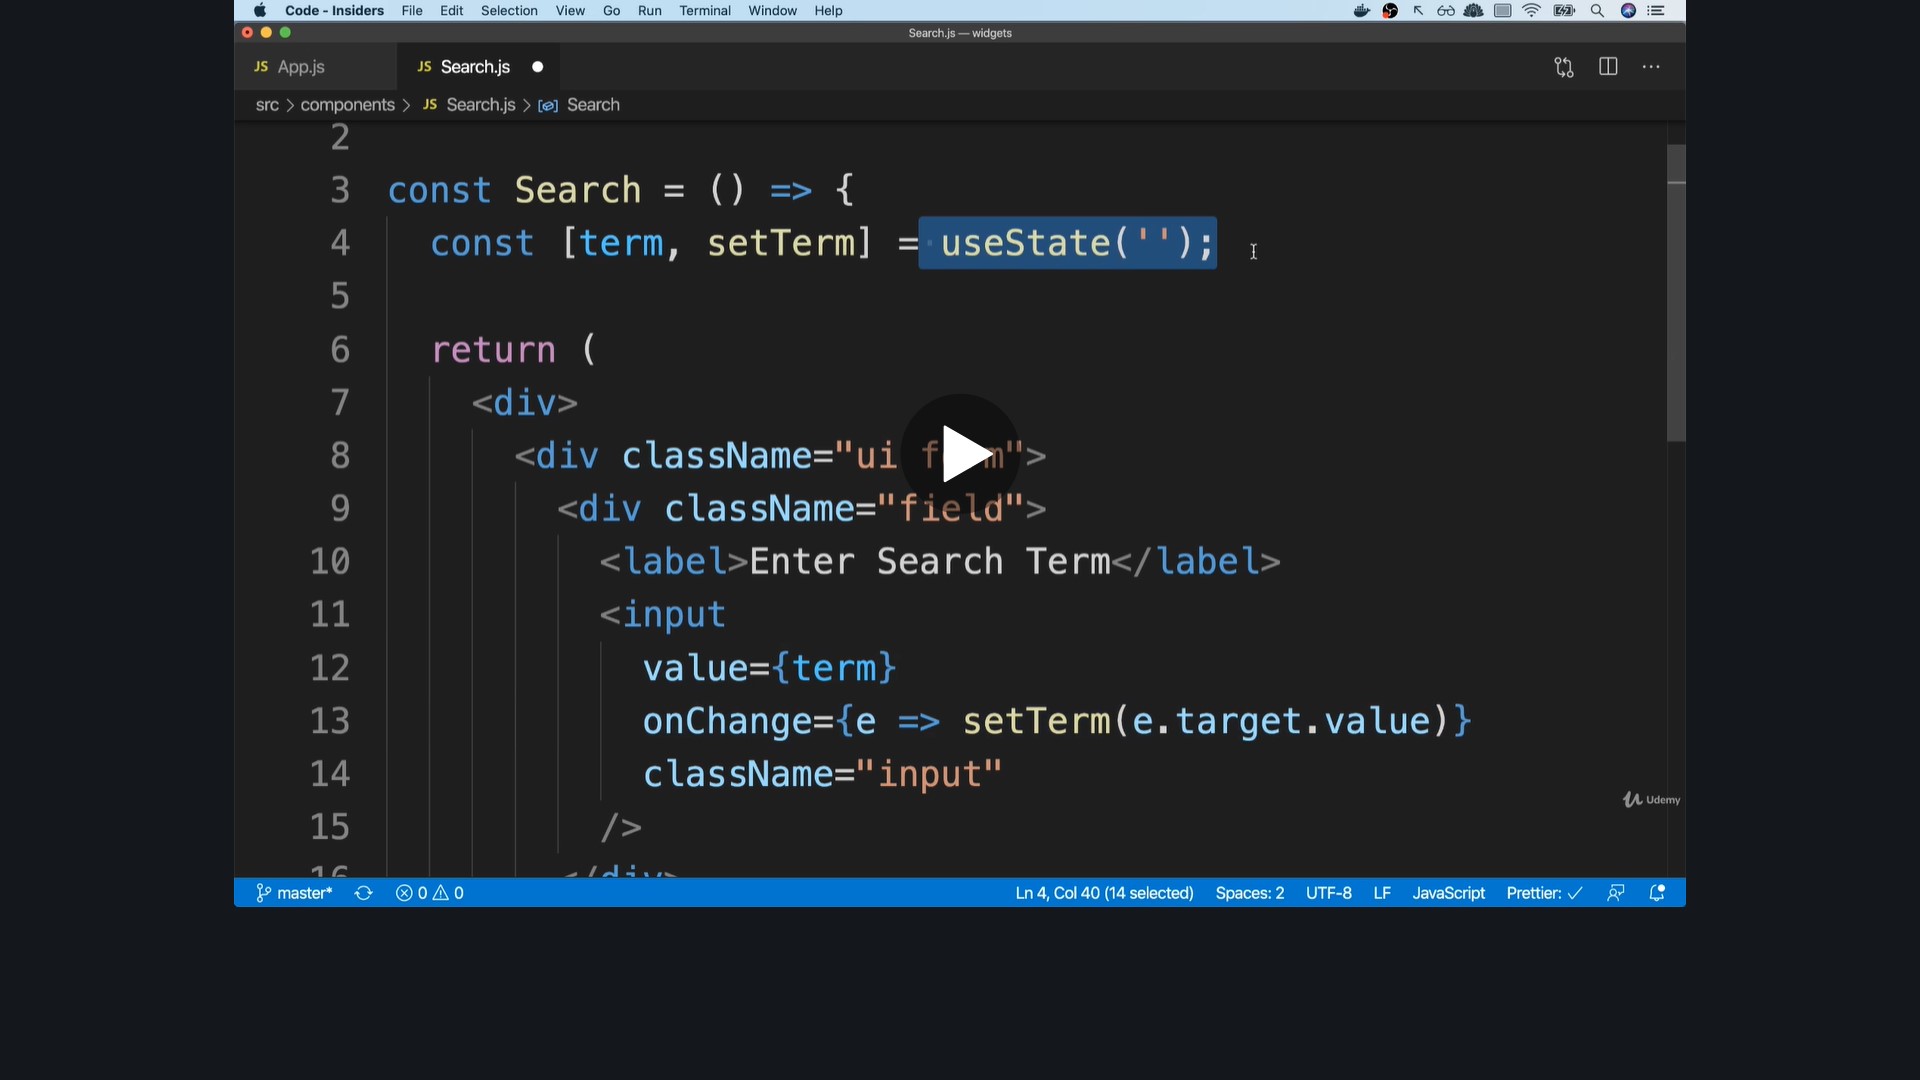 Code - Insiders File Edit Selection View Go Run Terminal Window Help
Search.js — widgets
JS App.js JS Search.js
src > components > JS Search.js > Search
2
3 const Search = () => {
4 const [term, setTerm] = useState('');
5
6 return (
7 <div>
8 <div className="ui form">
9 <div className="field">
10 <label>Enter Search Term</label>
11 <input
12 value={term}
13 onChange={e => setTerm(e.target.value)}
14 className="input"
15 />
16 </div>
Udemy
master* 0 0 Ln 4, Col 40 (14 selected) Spaces: 2 UTF-8 LF JavaScript Prettier: ✓